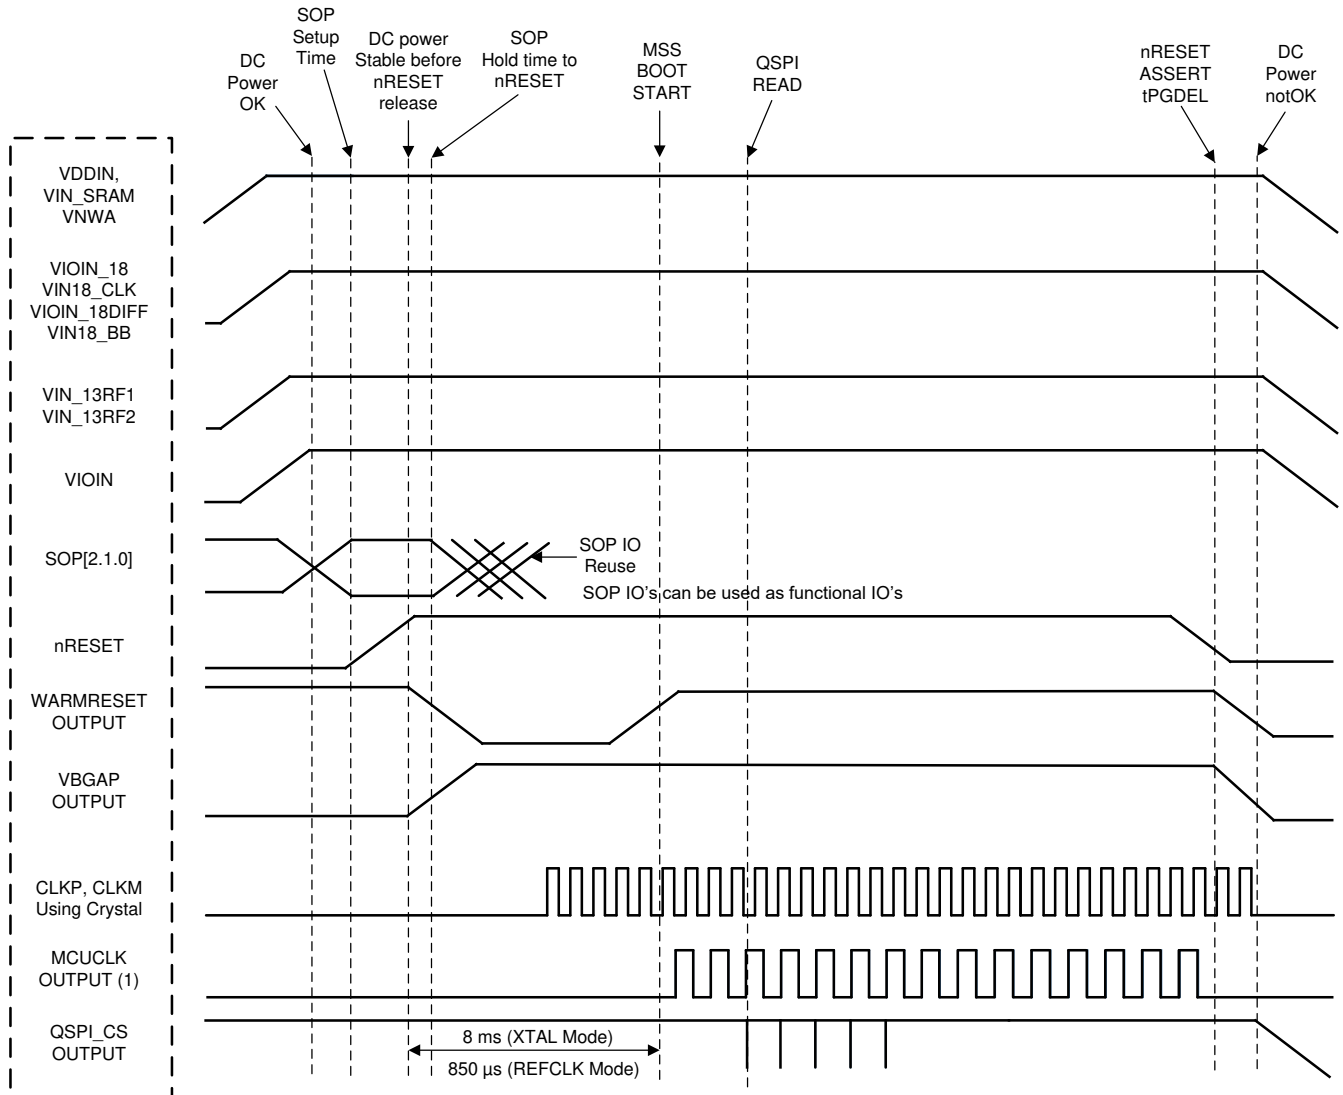 SOP
Setup
Time
DC
Power
OK
DC power
Stable before
nRESET
release
SOP
Hold time to
nRESET
MSS
BOOT
START
QSPI
READ
nRESET
ASSERT
tPGDEL
DC
Power
notOK
VDDIN,
VIN_SRAM
VNWA
VIOIN_18
VIN18_CLK
VIOIN_18DIFF
VIN18_BB
VIN_13RF1
VIN_13RF2
VIOIN
SOP[2.1.0]
SOP IO
Reuse
SOP IO's can be used as functional IO's
nRESET
WARMRESET
OUTPUT
VBGAP
OUTPUT
CLKP, CLKM
Using Crystal
MCUCLK
OUTPUT (1)
QSPI_CS
OUTPUT
8 ms (XTAL Mode)
850 µs (REFCLK Mode)